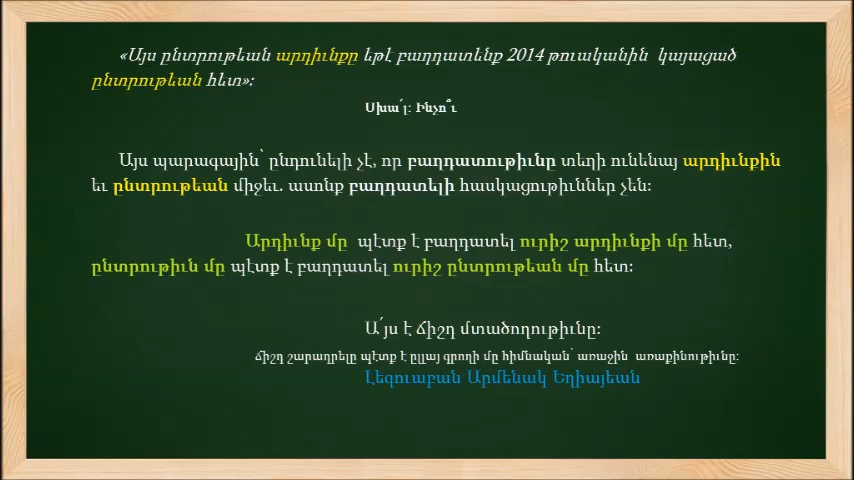 «Այս ընտրութեան արդիւնքը եթէ բաղդատենք 2014 թուականին կայացած
ընտրութեան հետ»։
Սխա՜լ։ Ինչո՞ւ
Այս պարագային՝ ընդունելի չէ, որ բաղդատութիւնը տեղի ունենայ արդիւնքին
եւ ընտրութեան միջեւ. ասոնք բաղդատելի հասկացութիւններ չեն։
Արդիւնք մը պէտք է բաղդատել ուրիշ արդիւնքի մը հետ,
ընտրութիւն մը պէտք է բաղդատել ուրիշ ընտրութեան մը հետ։
Ա՛յս է ճիշդ մտածողութիւնը։
Ճիշդ շարադրելը պէտք է ըլլայ գրողի մը հիմնական՝ առաջին առաքինութիւնը։
Լեզուաբան Արմենակ Եղիայեան